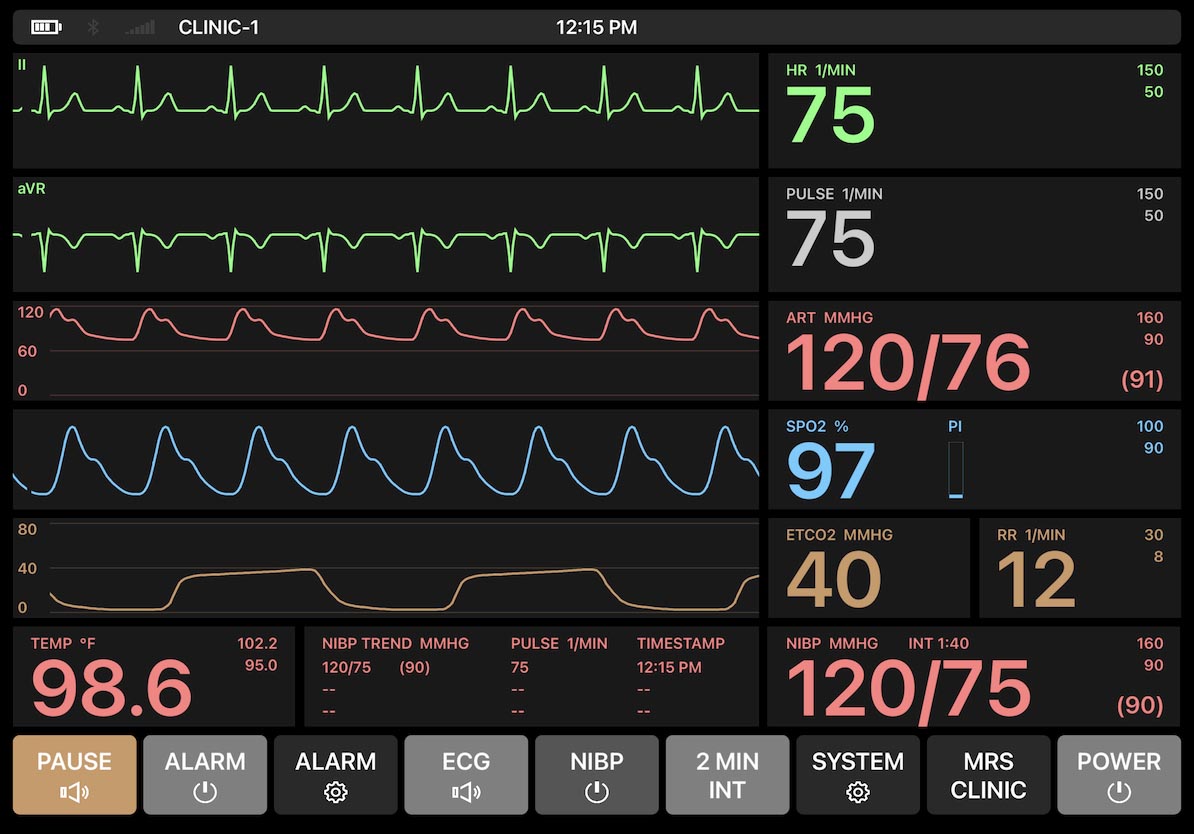 CLINIC-1
12:15 PM
II
HR 1/MIN
150
50
75
aVR
PULSE 1/MIN
150
50
75
120
60
0
ART MMHG
160
90
120/76
(91)
SPO2 %
PI
100
90
97
80
40
0
ETCO2 MMHG
40
RR 1/MIN
30
8
12
TEMP °F
102.2
95.0
98.6
NIBP TREND MMHG PULSE 1/MIN TIMESTAMP
120/75 (90) 75 12:15 PM
-- -- --
-- -- --
NIBP MMHG INT 1:40
160
90
120/75
(90)
PAUSE
ALARM
ALARM
ECG
NIBP
2 MIN
INT
SYSTEM
MRS
CLINIC
POWER